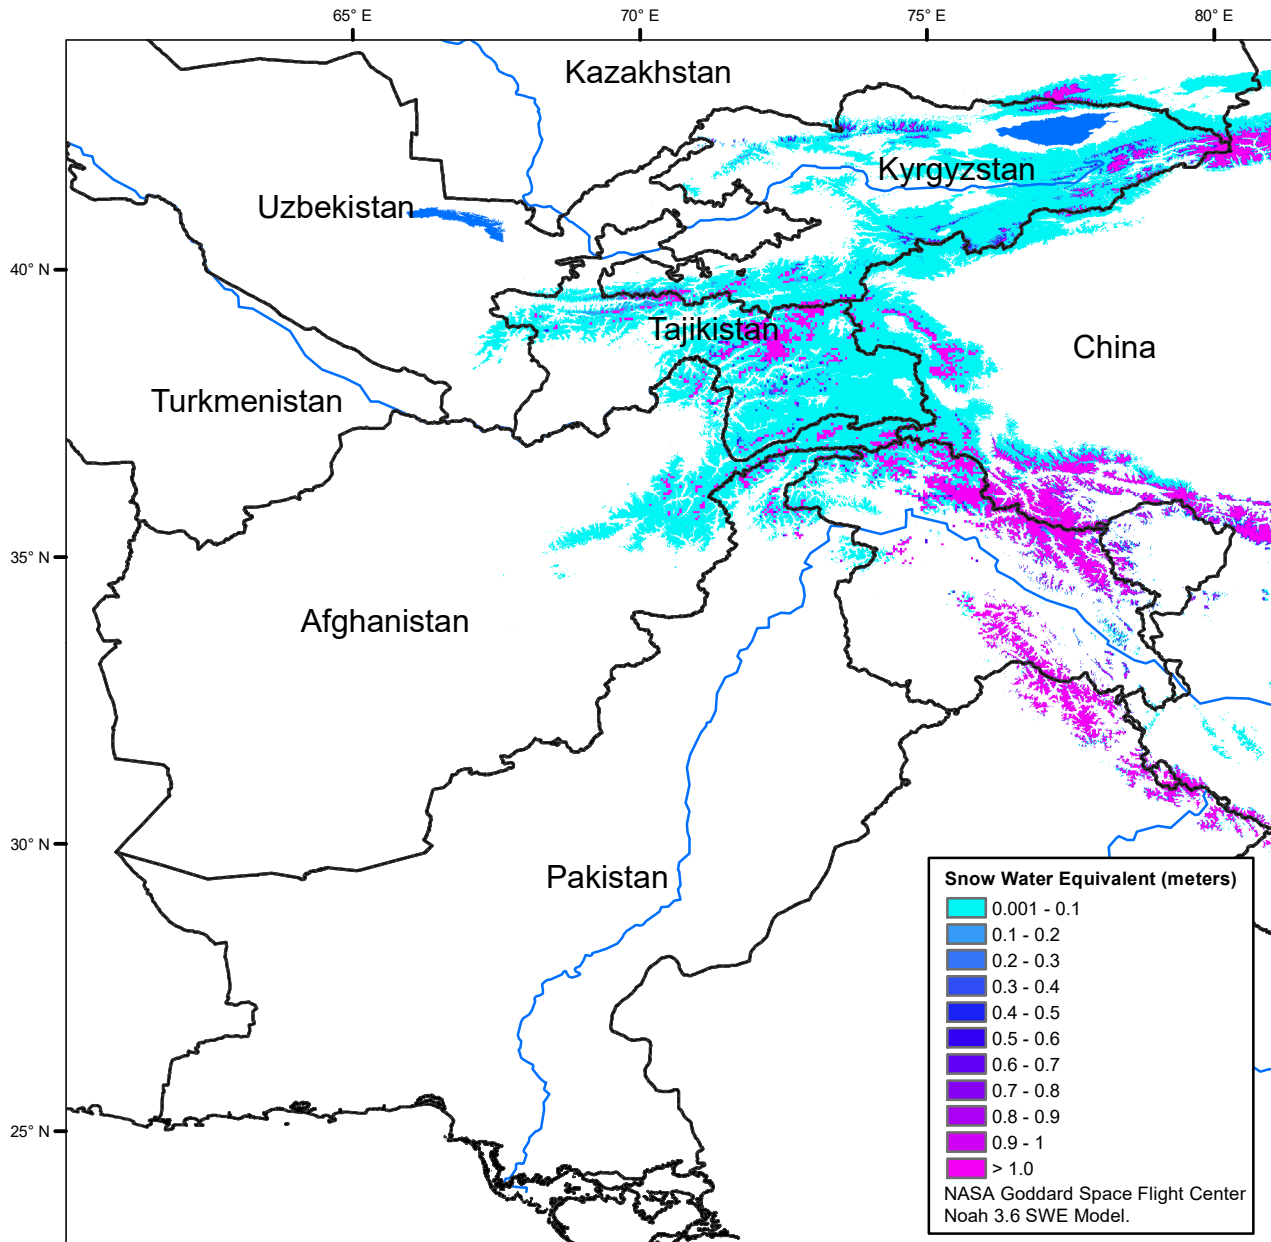 65° E
70° E
75° E
80° E
Kazakhstan
Kyrgyzstan
Uzbekistan
40° N
Tajikistan
China
Turkmenistan
35° N
Afghanistan
30° N
Pakistan
25° N
Snow Water Equivalent (meters)
0.001 - 0.1
0.1 - 0.2
0.2 - 0.3
0.3 - 0.4
0.4 - 0.5
0.5 - 0.6
0.6 - 0.7
0.7 - 0.8
0.8 - 0.9
0.9 - 1
> 1.0
NASA Goddard Space Flight Center
Noah 3.6 SWE Model.